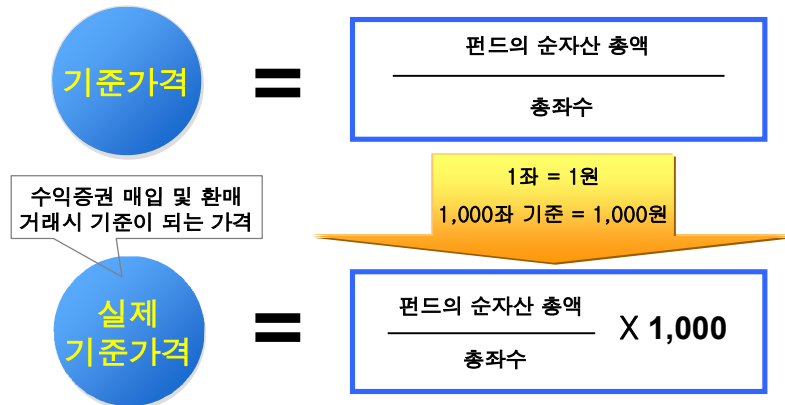 기준가격
=
펀드의 순자산 총액
총좌수
1좌 = 1원
1,000좌 기준 = 1,000원
수익증권 매입 및 환매
거래시 기준이 되는 가격
실제
기준가격
=
펀드의 순자산 총액
총좌수
X 1,000